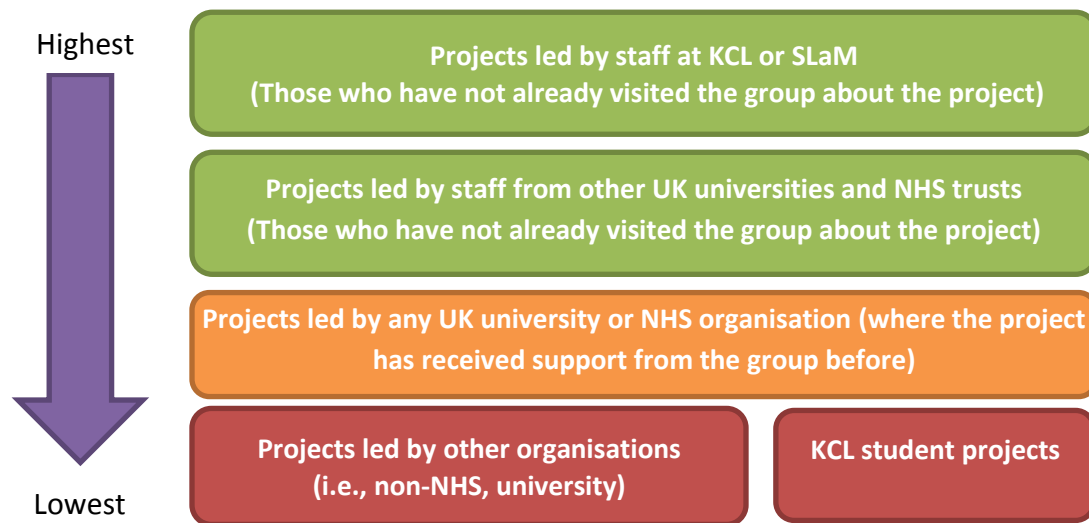 Highest
Projects led by staff at KCL or SLaM
(Those who have not already visited the group about the project)
Projects led by staff from other UK universities and NHS trusts
(Those who have not already visited the group about the project)
Projects led by any UK university or NHS organisation (where the project
has received support from the group before)
Projects led by other organisations
(i.e., non-NHS, university)
KCL student projects
Lowest